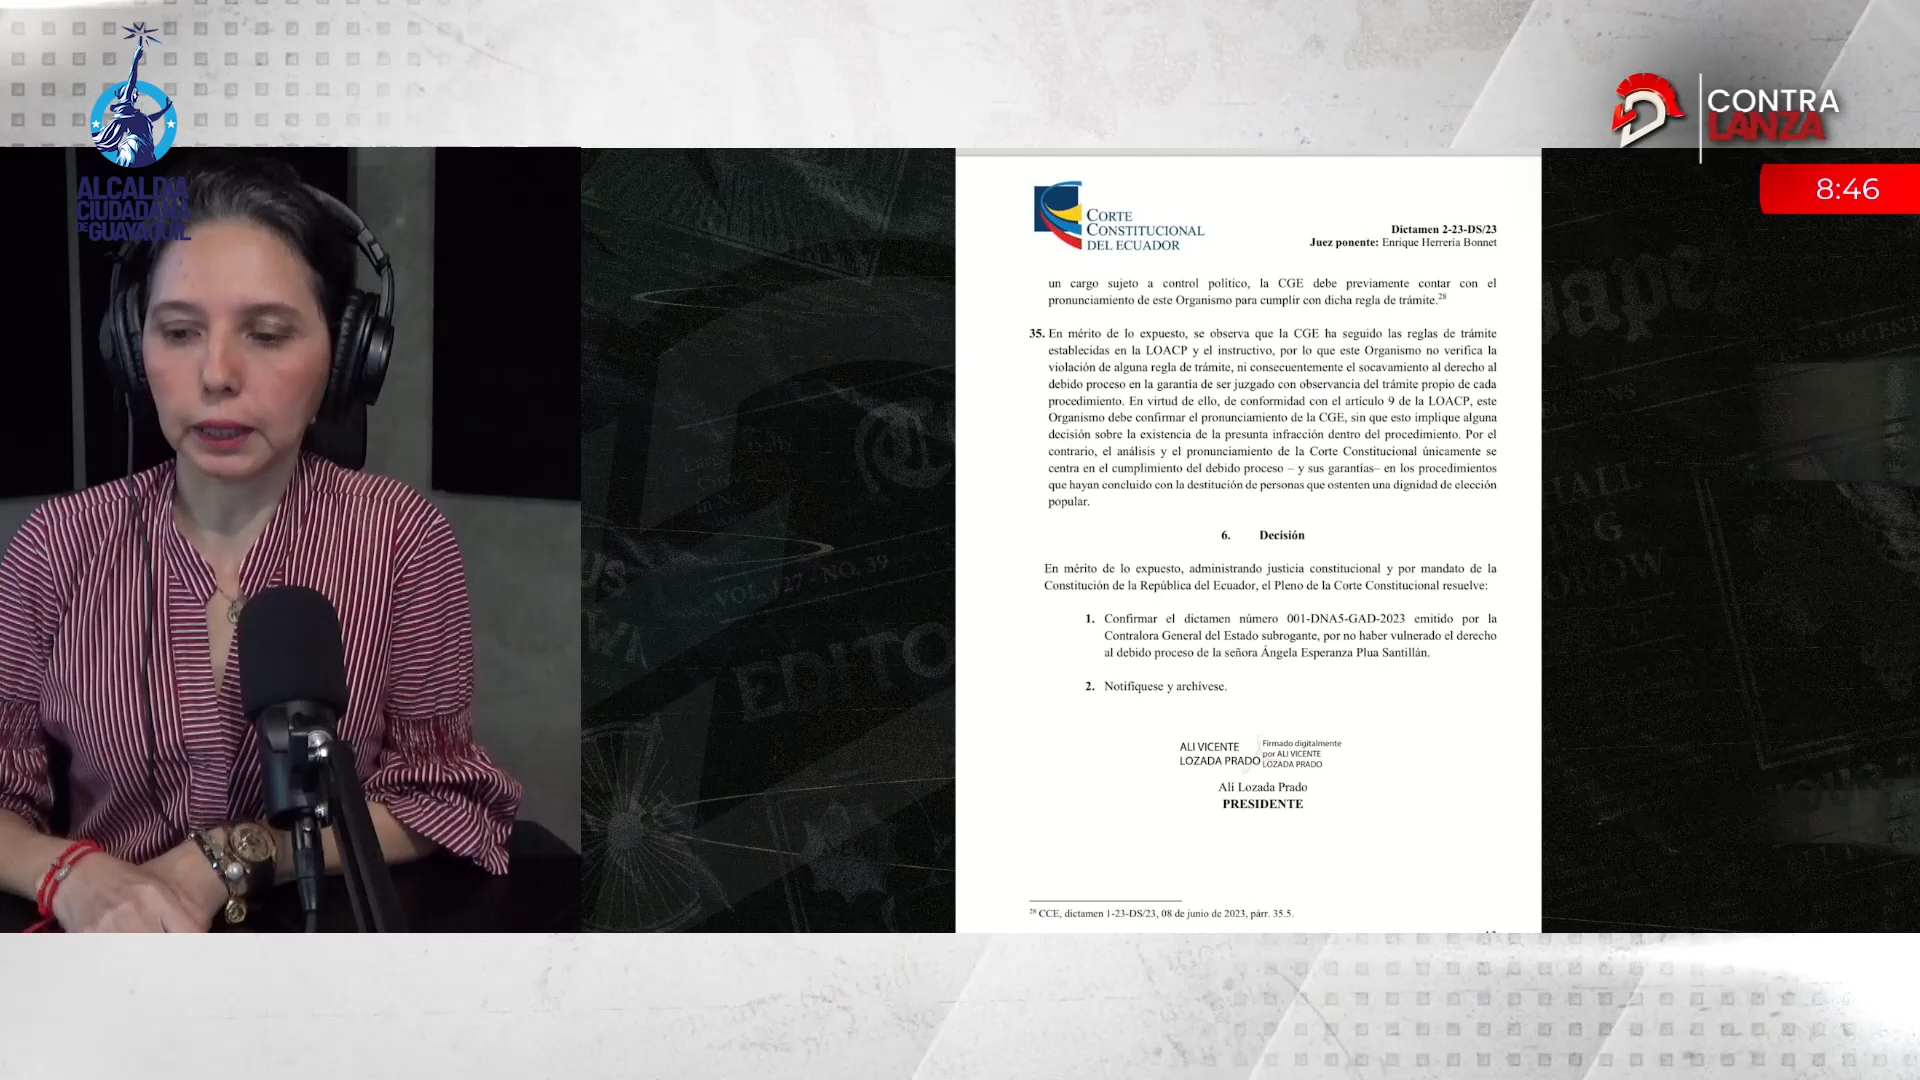 ALCALDÍA
CIUDADANA
DE GUAYAQUIL
CONTRA
LANZA
8:46
CORTE
CONSTITUCIONAL
DEL ECUADOR
Dictamen 2-23-DS/23
Juez ponente: Enrique Herrería Bonnet
un cargo sujeto a control político, la CGE debe previamente contar con el
pronunciamiento de este Organismo para cumplir con dicha regla de trámite.28
35. En mérito de lo expuesto, se observa que la CGE ha seguido las reglas de trámite
establecidas en la LOACP y el instructivo, por lo que este Organismo no verifica la
violación de alguna regla de trámite, ni consecuentemente el socavamiento al derecho al
debido proceso en la garantía de ser juzgado con observancia del trámite propio de cada
procedimiento. En virtud de ello, de conformidad con el artículo 9 de la LOACP, este
Organismo debe confirmar el pronunciamiento de la CGE, sin que esto implique alguna
decisión sobre la existencia de la presunta infracción dentro del procedimiento. Por el
contrario, el análisis y el pronunciamiento de la Corte Constitucional únicamente se
centra en el cumplimiento del debido proceso – y sus garantías– en los procedimientos
que hayan concluido con la destitución de personas que ostenten una dignidad de elección
popular.
6. Decisión
En mérito de lo expuesto, administrando justicia constitucional y por mandato de la
Constitución de la República del Ecuador, el Pleno de la Corte Constitucional resuelve:
1. Confirmar el dictamen número 001-DNA5-GAD-2023 emitido por la
Contralora General del Estado subrogante, por no haber vulnerado el derecho
al debido proceso de la señora Ángela Esperanza Plua Santillán.
2. Notifíquese y archívese.
ALI VICENTE
LOZADA PRADO
Firmado digitalmente
por ALI VICENTE
LOZADA PRADO
Alí Lozada Prado
PRESIDENTE
28 CCE, dictamen 1-23-DS/23, 08 de junio de 2023, párr. 35.5.
VOL. 127 - NO. 39
EDITO